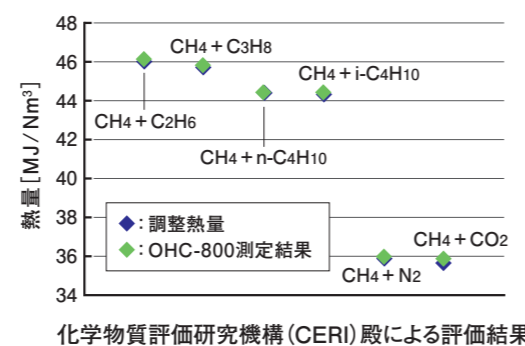 48
46
44
42
40
38
36
34
熱量[MJ/Nm³]
CH4+C3H8
CH4+i-C4H10
CH4+C2H6
CH4+n-C4H10
◆:調整熱量
◆:OHC-800測定結果
CH4+CO2
CH4+N2
化学物質評価研究機構(CERI)殿による評価結果